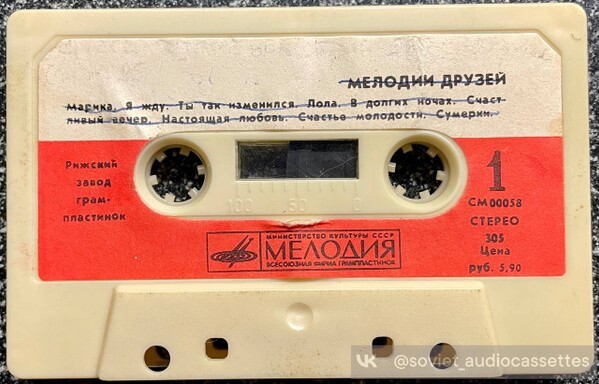 МЕЛОДИИ ДРУЗЕЙ
Марика. Я жду. Ты так изменился. Лола. В долгих ночах. Счаст-
ливый вечер. Настоящая любовь. Счастье молодости. Сумерки.
Рижский
завод
грам-
пластинок
1
СМ00058
СТЕРЕО
305
Цена
руб. 5,90
100 50 0
МИНИСТЕРСТВО КУЛЬТУРЫ СССР
МЕЛОДИЯ
ВСЕСОЮЗНАЯ ФИРМА ГРАМПЛАСТИНОК
@soviet_audiocassettes